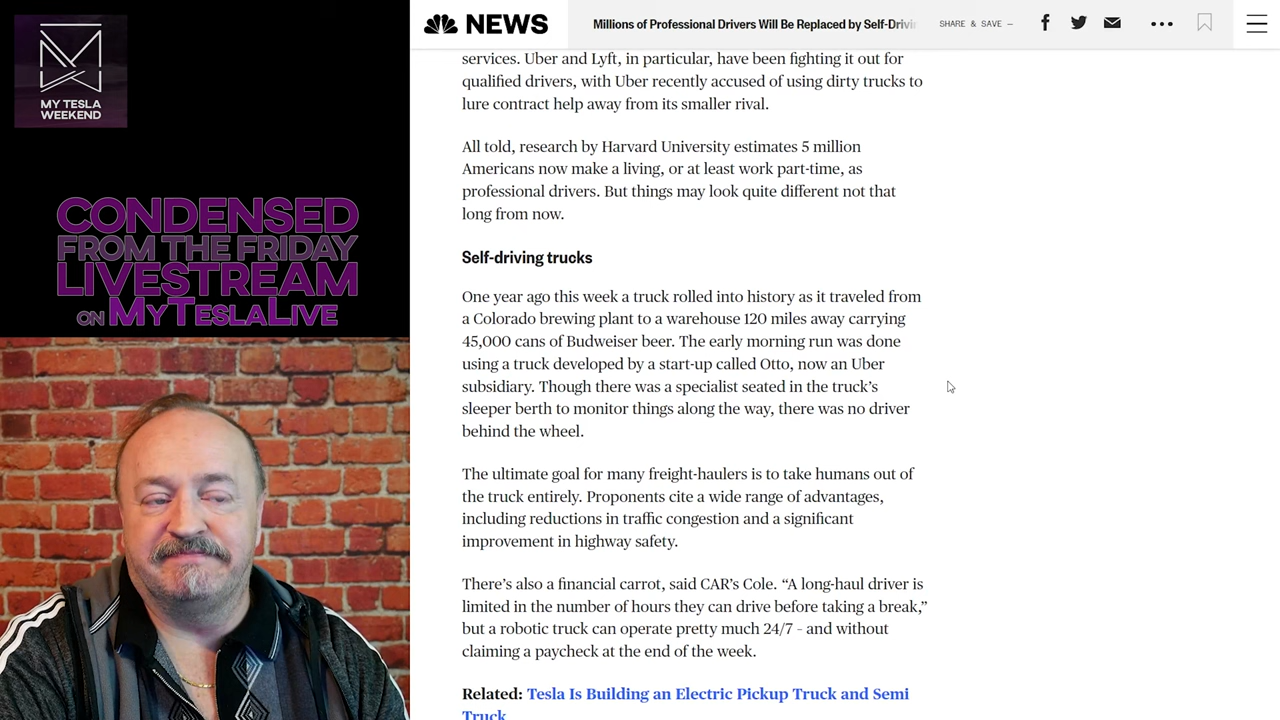 MY TESLA
WEEKEND
CONDENSED
FROM THE FRIDAY
LIVESTREAM
ON MYTESLALIVE
NEWS
Millions of Professional Drivers Will Be Replaced by Self-Drivin
SHARE & SAVE —
services. Uber and Lyft, in particular, have been fighting it out for
qualified drivers, with Uber recently accused of using dirty trucks to
lure contract help away from its smaller rival.
All told, research by Harvard University estimates 5 million
Americans now make a living, or at least work part-time, as
professional drivers. But things may look quite different not that
long from now.
Self-driving trucks
One year ago this week a truck rolled into history as it traveled from
a Colorado brewing plant to a warehouse 120 miles away carrying
45,000 cans of Budweiser beer. The early morning run was done
using a truck developed by a start-up called Otto, now an Uber
subsidiary. Though there was a specialist seated in the truck's
sleeper berth to monitor things along the way, there was no driver
behind the wheel.
The ultimate goal for many freight-haulers is to take humans out of
the truck entirely. Proponents cite a wide range of advantages,
including reductions in traffic congestion and a significant
improvement in highway safety.
There's also a financial carrot, said CAR's Cole. “A long-haul driver is
limited in the number of hours they can drive before taking a break,”
but a robotic truck can operate pretty much 24/7 – and without
claiming a paycheck at the end of the week.
Related: Tesla Is Building an Electric Pickup Truck and Semi
Truck